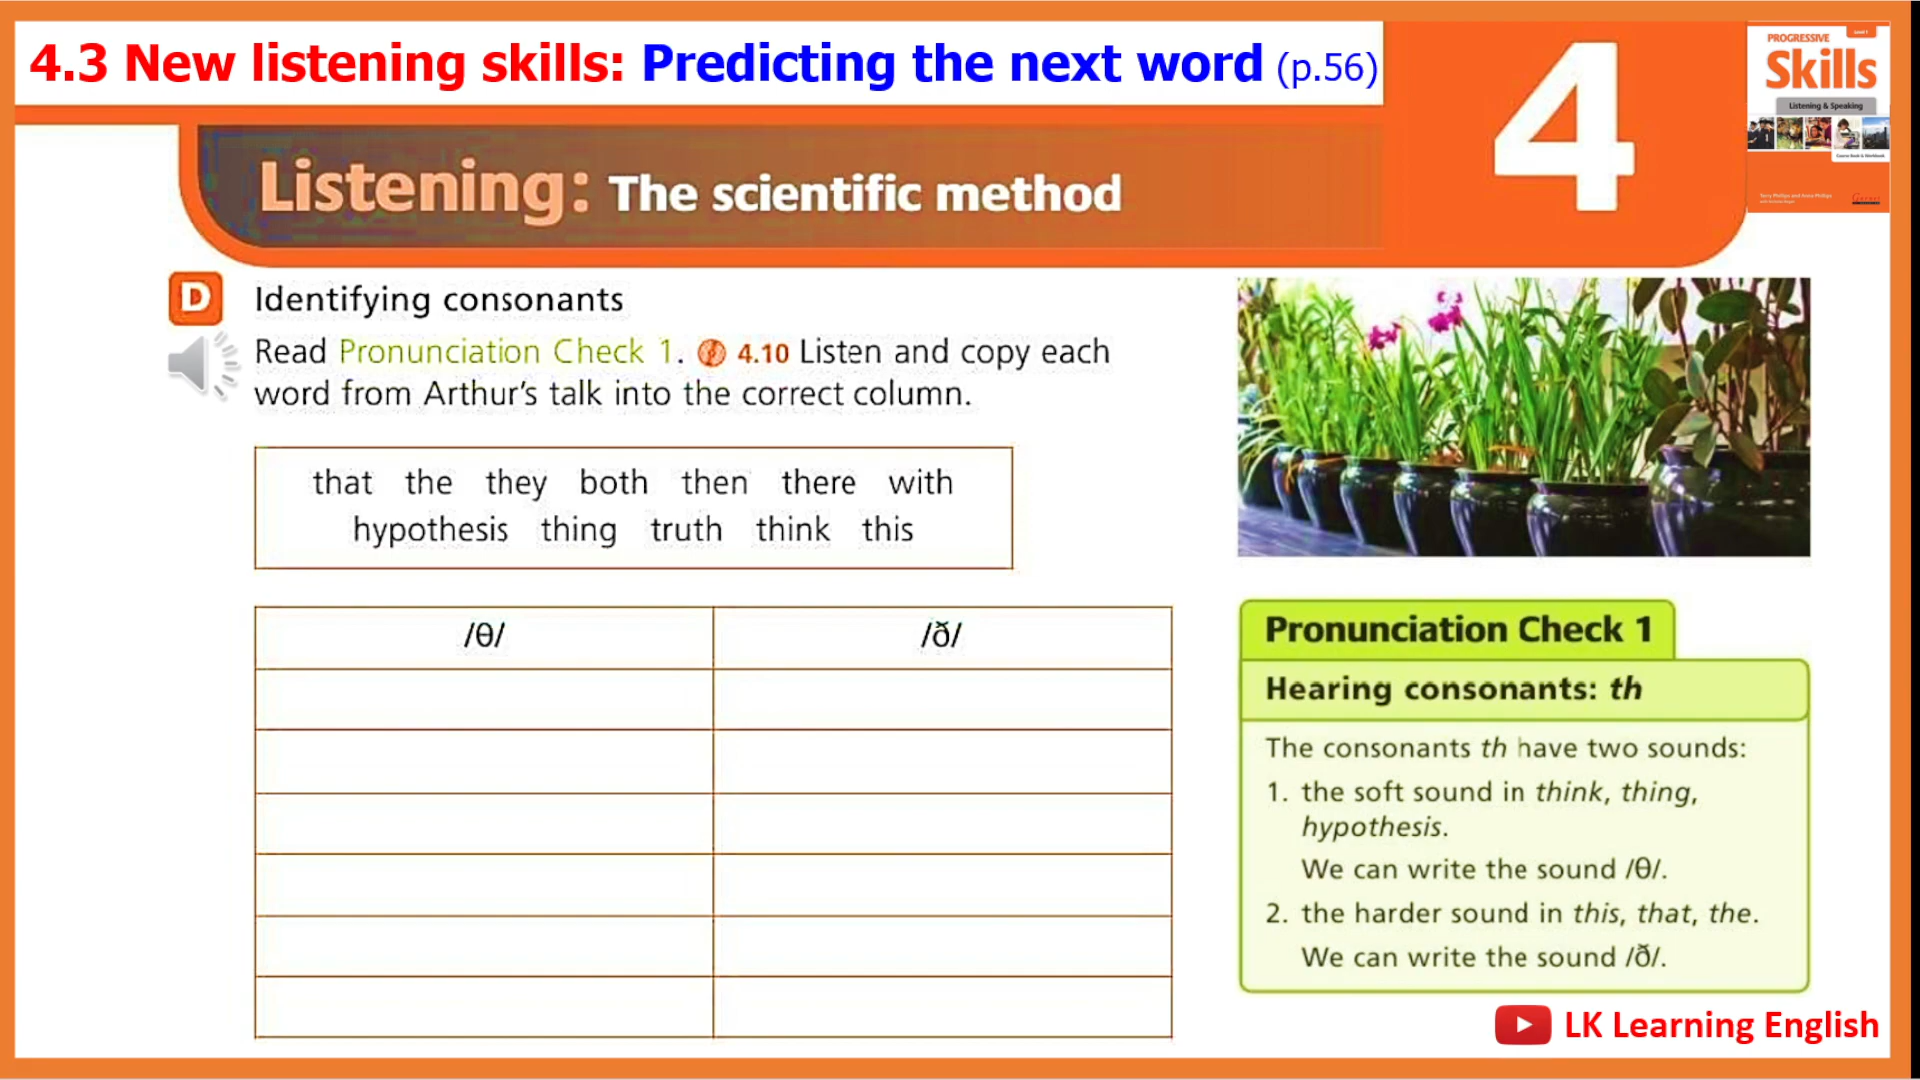 4.3 New listening skills: Predicting the next word (p.56)
4
PROGRESSIVE
Skills
Listening & Speaking
Listening: The scientific method
D Identifying consonants
Read Pronunciation Check 1. 4.10 Listen and copy each
word from Arthur's talk into the correct column.
that the they both then there with
hypothesis thing truth think this
/θ/ /ð/
Pronunciation Check 1
Hearing consonants: th
The consonants th have two sounds:
1. the soft sound in think, thing,
hypothesis.
We can write the sound /θ/.
2. the harder sound in this, that, the.
We can write the sound /ð/.
LK Learning English